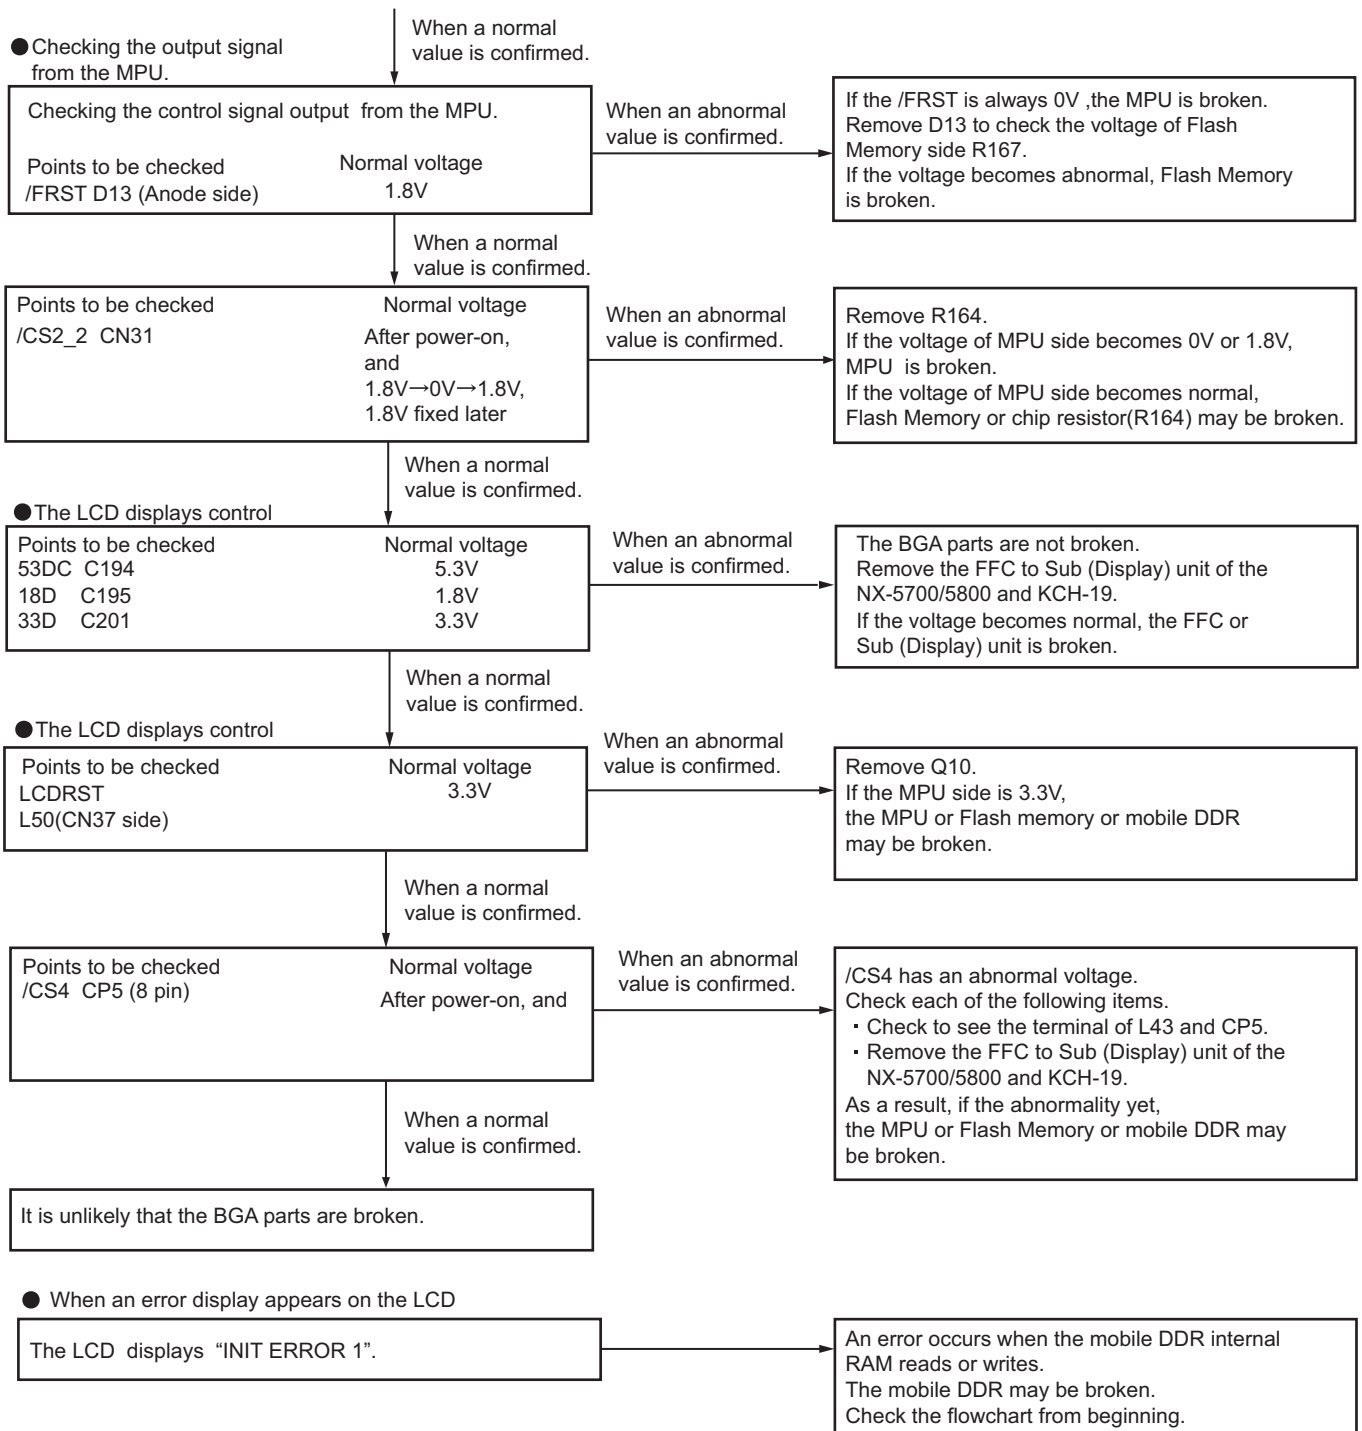 When a normal
value is confirmed.
●Checking the output signal
from the MPU.
Checking the control signal output from the MPU.
Points to be checked Normal voltage
/FRST D13 (Anode side) 1.8V
When an abnormal
value is confirmed.
If the /FRST is always 0V ,the MPU is broken.
Remove D13 to check the voltage of Flash
Memory side R167.
If the voltage becomes abnormal, Flash Memory
is broken.
When a normal
value is confirmed.
Points to be checked Normal voltage
/CS2_2 CN31 After power-on,
and
1.8V→0V→1.8V,
1.8V fixed later
When an abnormal
value is confirmed.
Remove R164.
If the voltage of MPU side becomes 0V or 1.8V,
MPU is broken.
If the voltage of MPU side becomes normal,
Flash Memory or chip resistor(R164) may be broken.
When a normal
value is confirmed.
●The LCD displays control
Points to be checked Normal voltage
53DC C194 5.3V
18D C195 1.8V
33D C201 3.3V
When an abnormal
value is confirmed.
The BGA parts are not broken.
Remove the FFC to Sub (Display) unit of the
NX-5700/5800 and KCH-19.
If the voltage becomes normal, the FFC or
Sub (Display) unit is broken.
When a normal
value is confirmed.
●The LCD displays control
Points to be checked Normal voltage
LCDRST 3.3V
L50(CN37 side)
When an abnormal
value is confirmed.
Remove Q10.
If the MPU side is 3.3V,
the MPU or Flash memory or mobile DDR
may be broken.
When a normal
value is confirmed.
Points to be checked Normal voltage
/CS4 CP5 (8 pin) After power-on, and
When an abnormal
value is confirmed.
/CS4 has an abnormal voltage.
Check each of the following items.
・Check to see the terminal of L43 and CP5.
・Remove the FFC to Sub (Display) unit of the
NX-5700/5800 and KCH-19.
As a result, if the abnormality yet,
the MPU or Flash Memory or mobile DDR may
be broken.
When a normal
value is confirmed.
It is unlikely that the BGA parts are broken.
● When an error display appears on the LCD
The LCD displays “INIT ERROR 1”.
An error occurs when the mobile DDR internal
RAM reads or writes.
The mobile DDR may be broken.
Check the flowchart from beginning.